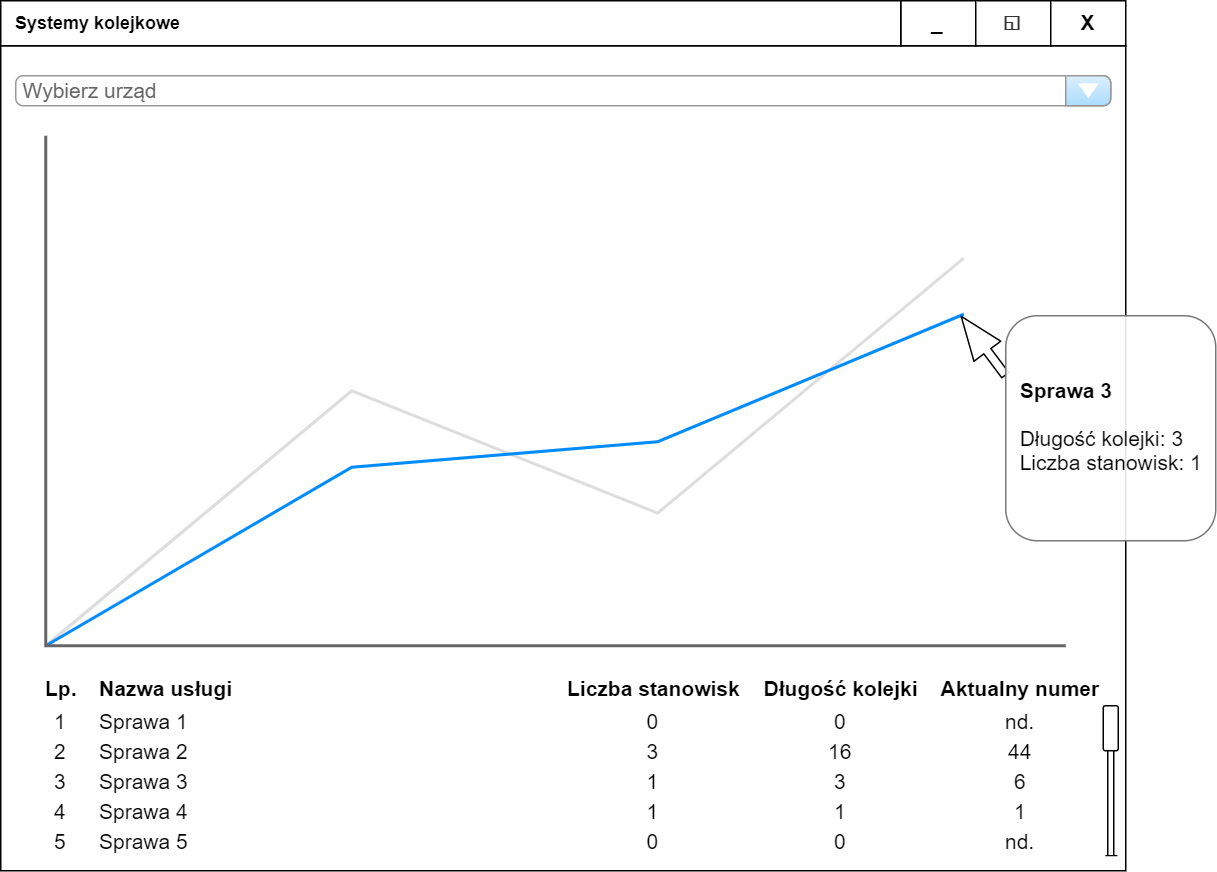 Systemy kolejkowe
_ X
Wybierz urząd
Sprawa 3
Długość kolejki: 3
Liczba stanowisk: 1
Lp. Nazwa usługi Liczba stanowisk Długość kolejki Aktualny numer
1 Sprawa 1 0 0 nd.
2 Sprawa 2 3 16 44
3 Sprawa 3 1 3 6
4 Sprawa 4 1 1 1
5 Sprawa 5 0 0 nd.